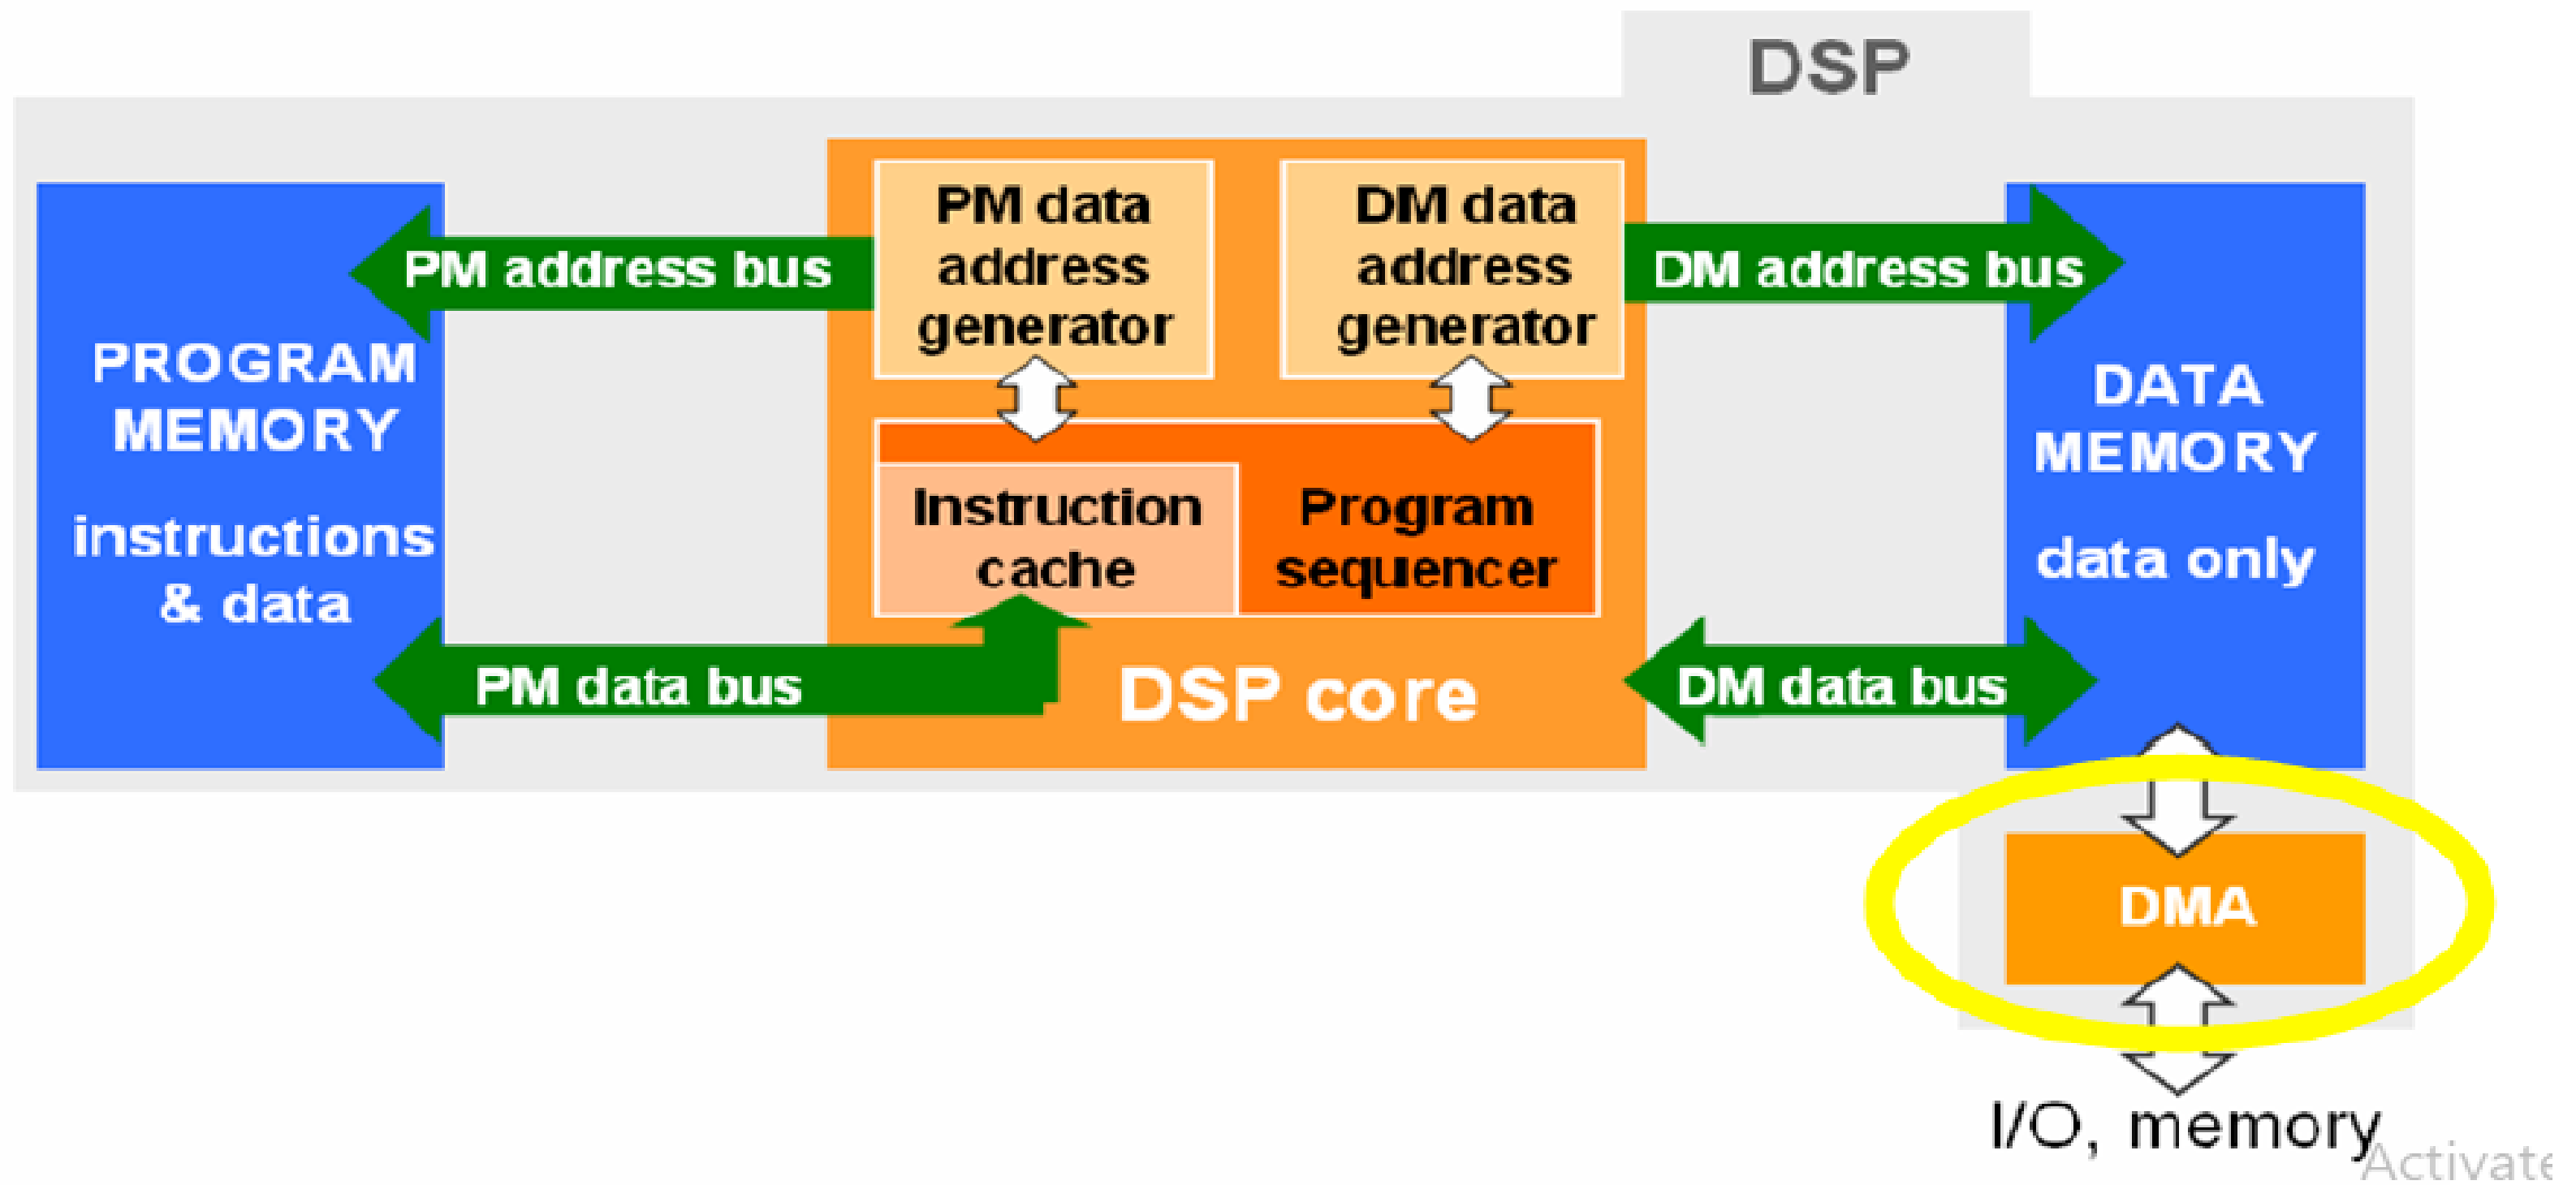 DSP
PM data
address
generator
DM data
address
generator
PM address bus
DM address bus
PROGRAM
MEMORY
instructions
& data
DATA
MEMORY
data only
Instruction
cache
Program
sequencer
PM data bus
DSP core
DM data bus
DMA
I/O, memory
Activate